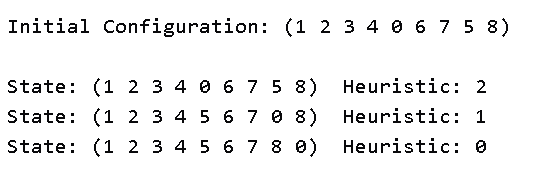 Initial Configuration: (1 2 3 4 0 6 7 5 8)
State: (1 2 3 4 0 6 7 5 8)  Heuristic: 2
State: (1 2 3 4 5 6 7 0 8)  Heuristic: 1
State: (1 2 3 4 5 6 7 8 0)  Heuristic: 0